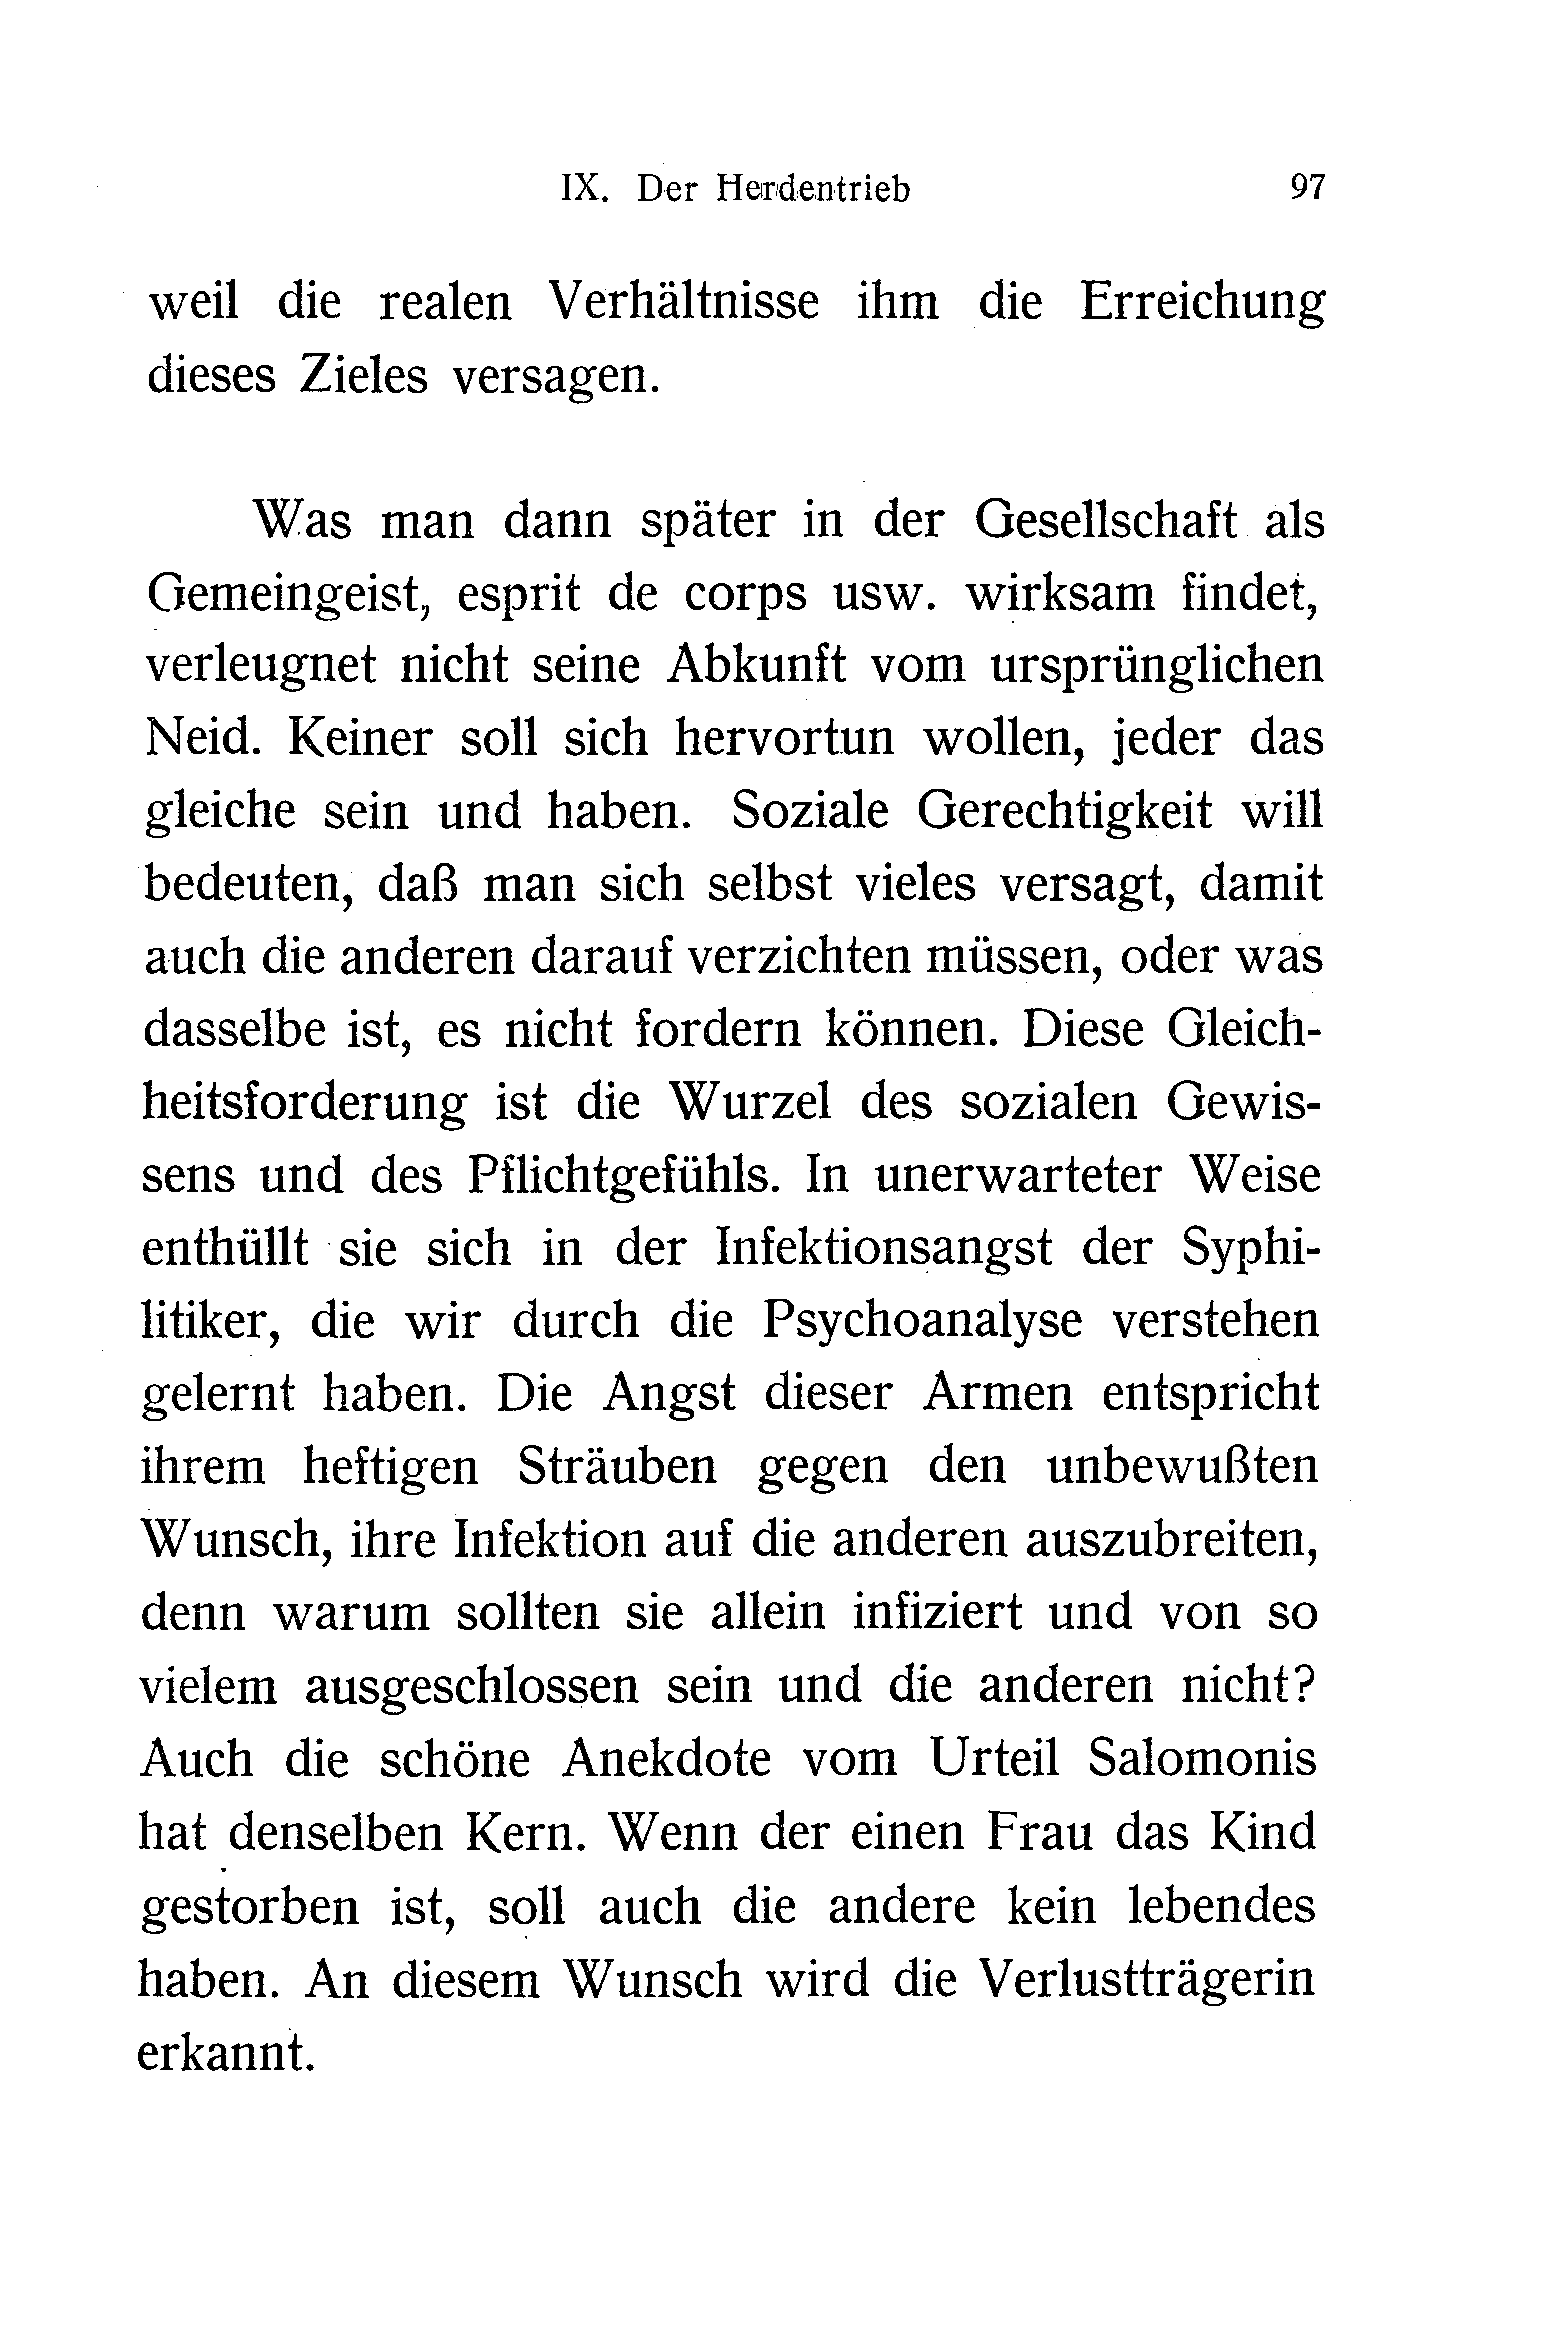 IX. Der Herdentrieb 97
weil die realen Verhältnisse ihm die Erreichung
dieses Zieles versagen.
Was man dann später in der Gesellschaft als
Gemeingeist, esprit de corps usw. wirksam findet,
verleugnet nicht seine Abkunft vom ursprünglichen
Neid. Keiner soll sich hervortun wollen, jeder das
gleiche sein und haben. Soziale Gerechtigkeit will
bedeuten, daß man sich selbst vieles versagt, damit
auch die anderen darauf verzichten müssen, oder was
dasselbe ist, es nicht fordern können. Diese Gleich-
heitsforderung ist die Wurzel des sozialen Gewis-
sens und des Pflichtgefühls. In unerwarteter Weise
enthüllt sie sich in der Infektionsangst der Syphi-
litiker, die wir durch die Psychoanalyse verstehen
gelernt haben. Die Angst dieser Armen entspricht
ihrem heftigen Sträuben gegen den unbewußten
Wunsch, ihre Infektion auf die anderen auszubreiten,
denn warum sollten sie allein infiziert und von so
vielem ausgeschlossen sein und die anderen nicht?
Auch die schöne Anekdote vom Urteil Salomonis
hat denselben Kern. Wenn der einen Frau das Kind
gestorben ist, soll auch die andere kein lebendes
haben. An diesem Wunsch wird die Verlustträgerin
erkannt.